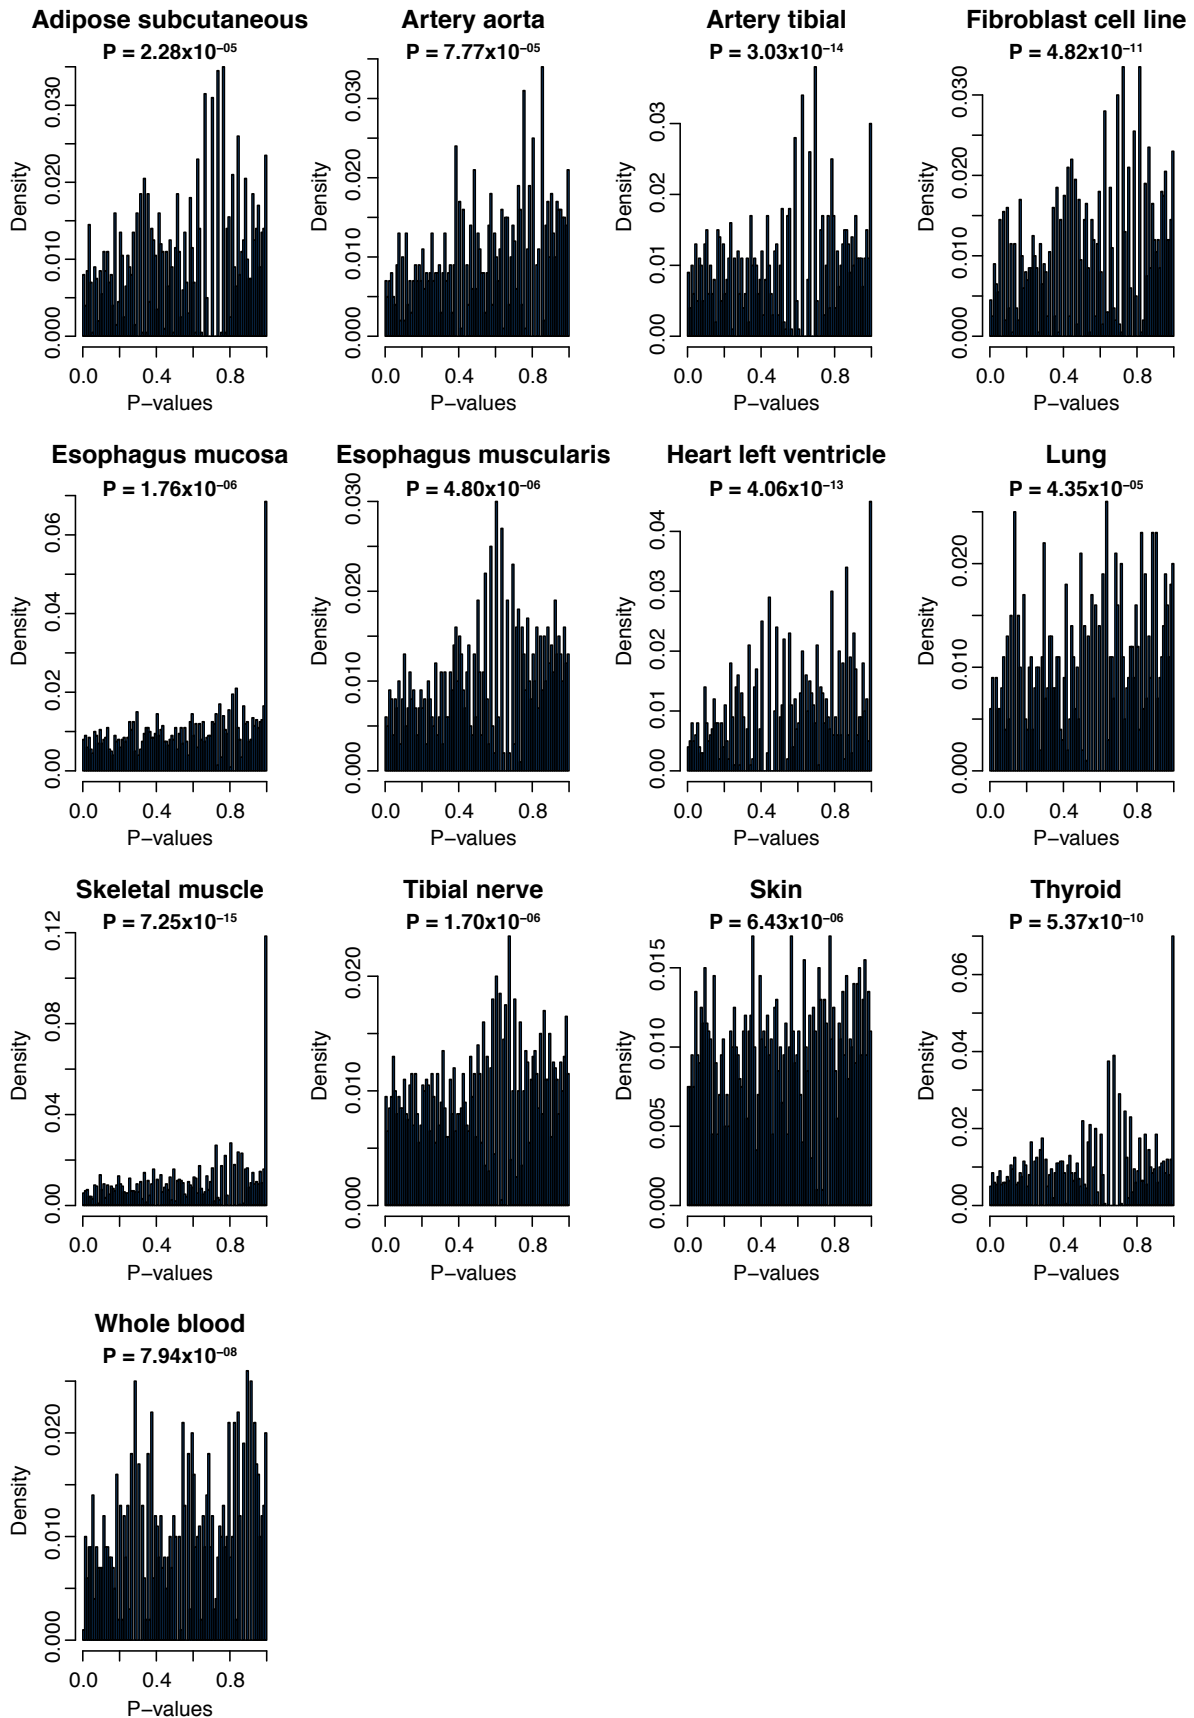 Adipose subcutaneous
P = 2.28x10−05
0.000 0.010 0.020 0.030
Density
0.0 0.4 0.8
P−values
Artery aorta
P = 7.77x10−05
0.000 0.010 0.020 0.030
Density
0.0 0.4 0.8
P−values
Artery tibial
P = 3.03x10−14
0.00 0.01 0.02 0.03
Density
0.0 0.4 0.8
P−values
Fibroblast cell line
P = 4.82x10−11
0.000 0.010 0.020 0.030
Density
0.0 0.4 0.8
P−values
Esophagus mucosa
P = 1.76x10−06
0.00 0.02 0.04 0.06
Density
0.0 0.4 0.8
P−values
Esophagus muscularis
P = 4.80x10−06
0.000 0.010 0.020 0.030
Density
0.0 0.4 0.8
P−values
Heart left ventricle
P = 4.06x10−13
0.00 0.01 0.02 0.03 0.04
Density
0.0 0.4 0.8
P−values
Lung
P = 4.35x10−05
0.000 0.010 0.020
Density
0.0 0.4 0.8
P−values
Skeletal muscle
P = 7.25x10−15
0.00 0.04 0.08 0.12
Density
0.0 0.4 0.8
P−values
Tibial nerve
P = 1.70x10−06
0.000 0.010 0.020
Density
0.0 0.4 0.8
P−values
Skin
P = 6.43x10−06
0.000 0.005 0.010 0.015
Density
0.0 0.4 0.8
P−values
Thyroid
P = 5.37x10−10
0.00 0.02 0.04 0.06
Density
0.0 0.4 0.8
P−values
Whole blood
P = 7.94x10−08
0.000 0.010 0.020
Density
0.0 0.4 0.8
P−values